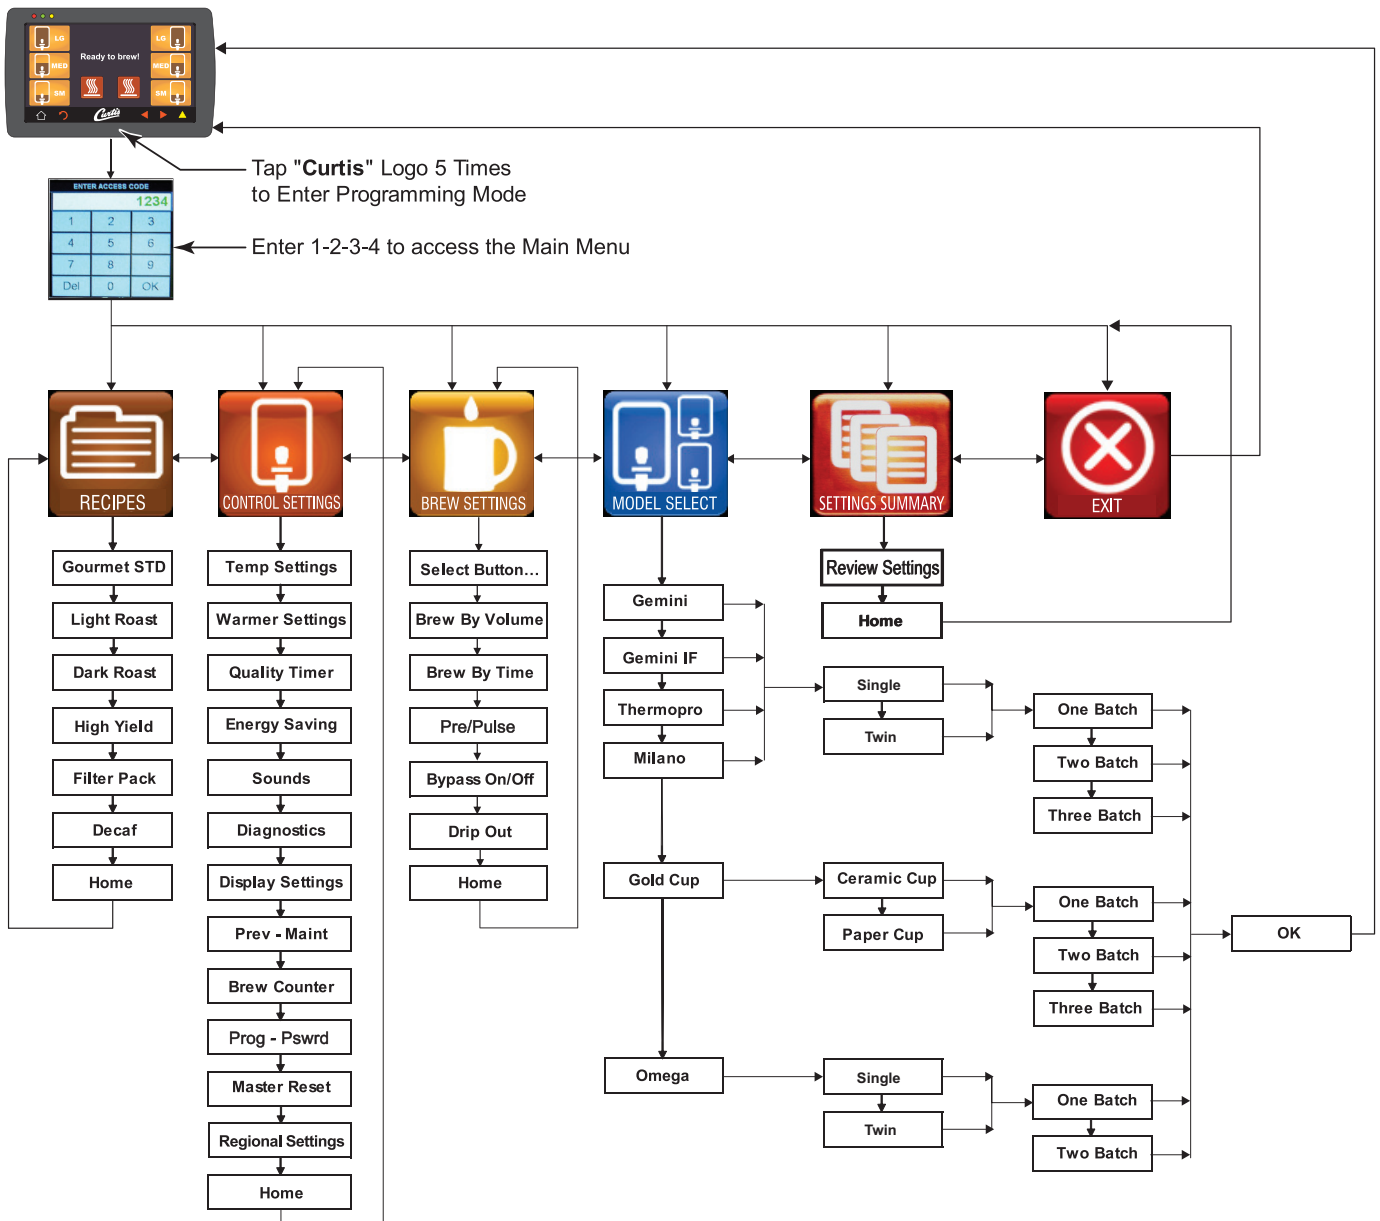 LG
LG
Ready to brew!
MED
MED
SM
SM
Curtis
Tap "Curtis" Logo 5 Times
to Enter Programming Mode
ENTER ACCESS CODE
1234
1 2 3
4 5 6
7 8 9
Del 0 OK
Enter 1-2-3-4 to access the Main Menu
RECIPES
CONTROL SETTINGS
BREW SETTINGS
MODEL SELECT
SETTINGS SUMMARY
EXIT
Gourmet STD
Light Roast
Dark Roast
High Yield
Filter Pack
Decaf
Home
Temp Settings
Warmer Settings
Quality Timer
Energy Saving
Sounds
Diagnostics
Display Settings
Prev - Maint
Brew Counter
Prog - Pswrd
Master Reset
Regional Settings
Home
Select Button...
Brew By Volume
Brew By Time
Pre/Pulse
Bypass On/Off
Drip Out
Home
Gemini
Gemini IF
Thermopro
Milano
Gold Cup
Omega
Review Settings
Home
Single
Twin
Ceramic Cup
Paper Cup
Single
Twin
One Batch
Two Batch
Three Batch
One Batch
Two Batch
Three Batch
One Batch
Two Batch
OK